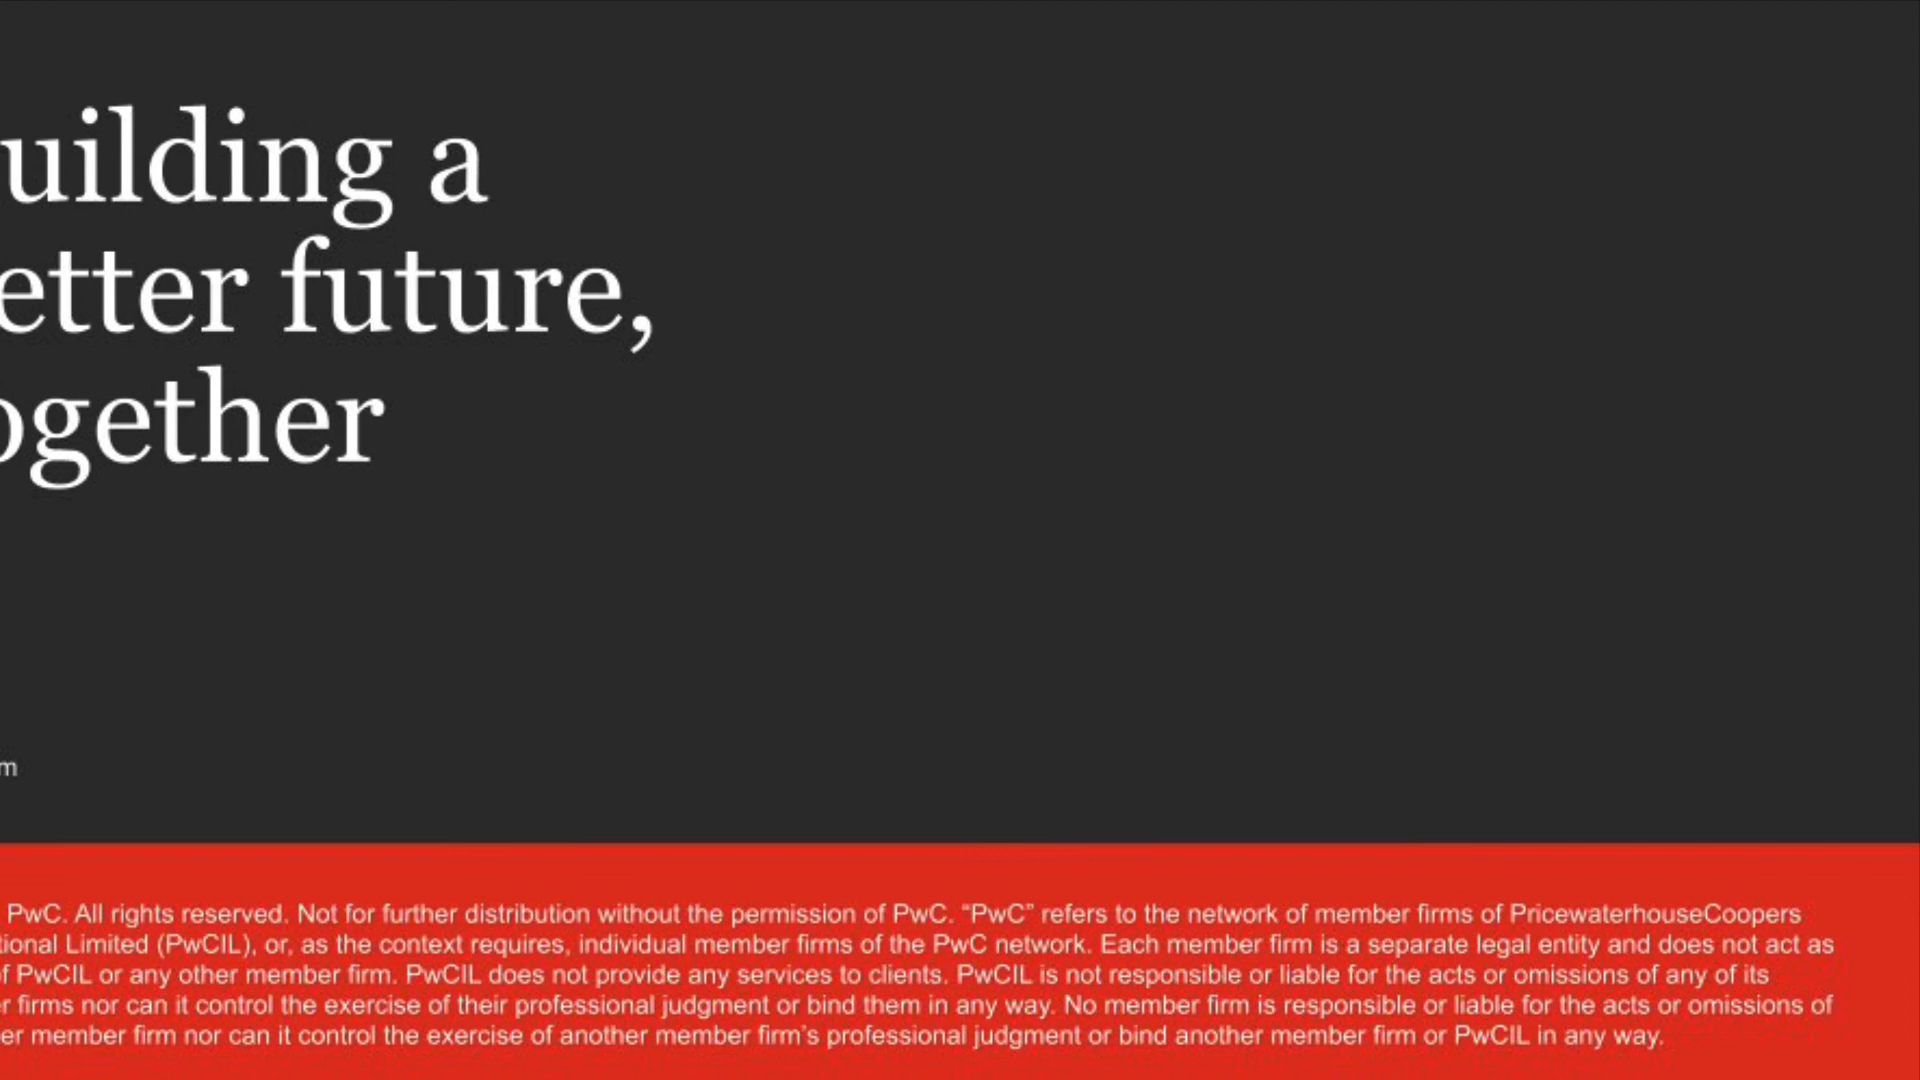 uilding a
etter future,
ogether
m
PwC. All rights reserved. Not for further distribution without the permission of PwC. “PwC” refers to the network of member firms of PricewaterhouseCoopers
tional Limited (PwCIL), or, as the context requires, individual member firms of the PwC network. Each member firm is a separate legal entity and does not act as
of PwCIL or any other member firm. PwCIL does not provide any services to clients. PwCIL is not responsible or liable for the acts or omissions of any of its
r firms nor can it control the exercise of their professional judgment or bind them in any way. No member firm is responsible or liable for the acts or omissions of
er member firm nor can it control the exercise of another member firm’s professional judgment or bind another member firm or PwCIL in any way.